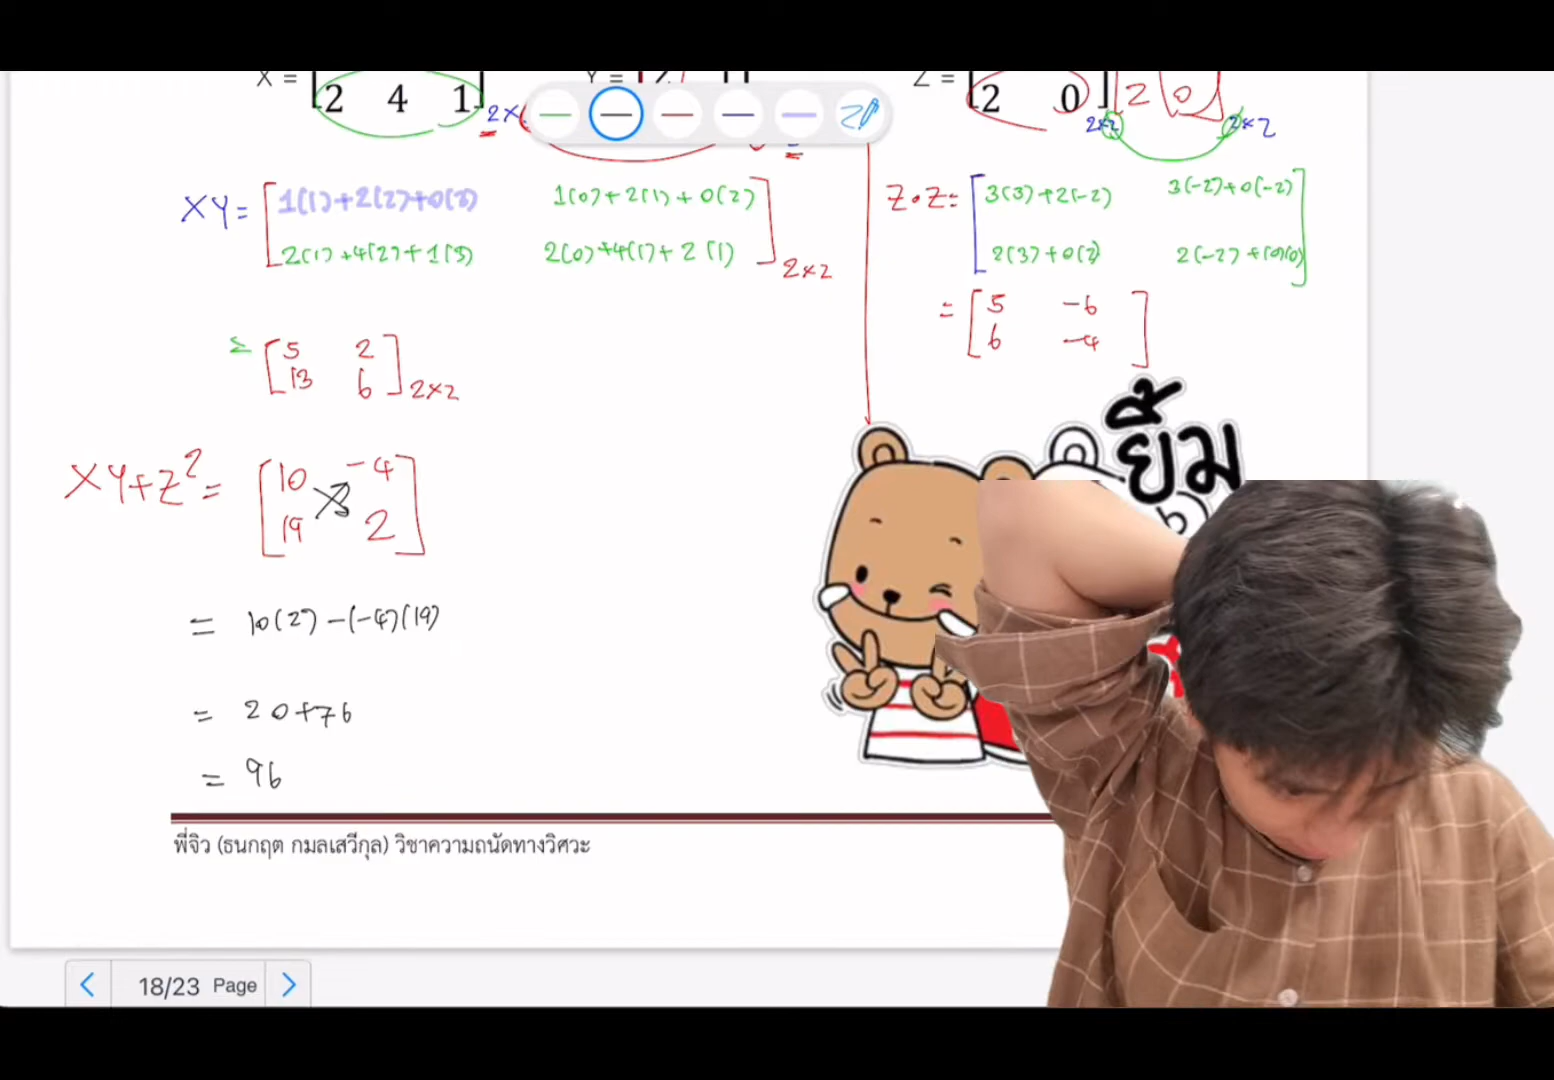 X = [2 4 1] 2×
Y =
Z = [2 0] [2 0]
2×2 2×2
XY = [1(1)+2(2)+0(3) 1(0)+2(1)+0(2)
2(1)+4(2)+1(3) 2(0)+4(1)+2(1)] 2×2
Z·Z = [3(3)+2(-2) 3(-2)+0(-2)
2(3)+0(2) 2(-2)+(0)(0)]
= [5 -6
6 -4]
= [5 2
13 6] 2×2
ยิ้ม
XY+Z² = [10 -4
19 2]
= 10(2)-(-4)(19)
= 20+76
= 96
พี่จิว (ธนกฤต กมลเสวีกุล) วิชาความถนัดทางวิศวะ
18/23 Page